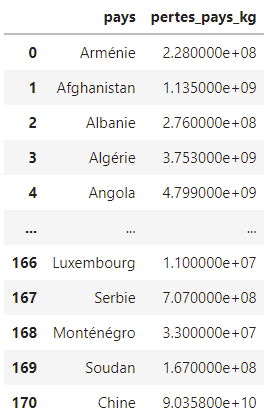 pays pertes_pays_kg
0 Arménie 2.280000e+08
1 Afghanistan 1.135000e+09
2 Albanie 2.760000e+08
3 Algérie 3.753000e+09
4 Angola 4.799000e+09
... ... ...
166 Luxembourg 1.100000e+07
167 Serbie 7.070000e+08
168 Monténégro 3.300000e+07
169 Soudan 1.670000e+08
170 Chine 9.035800e+10